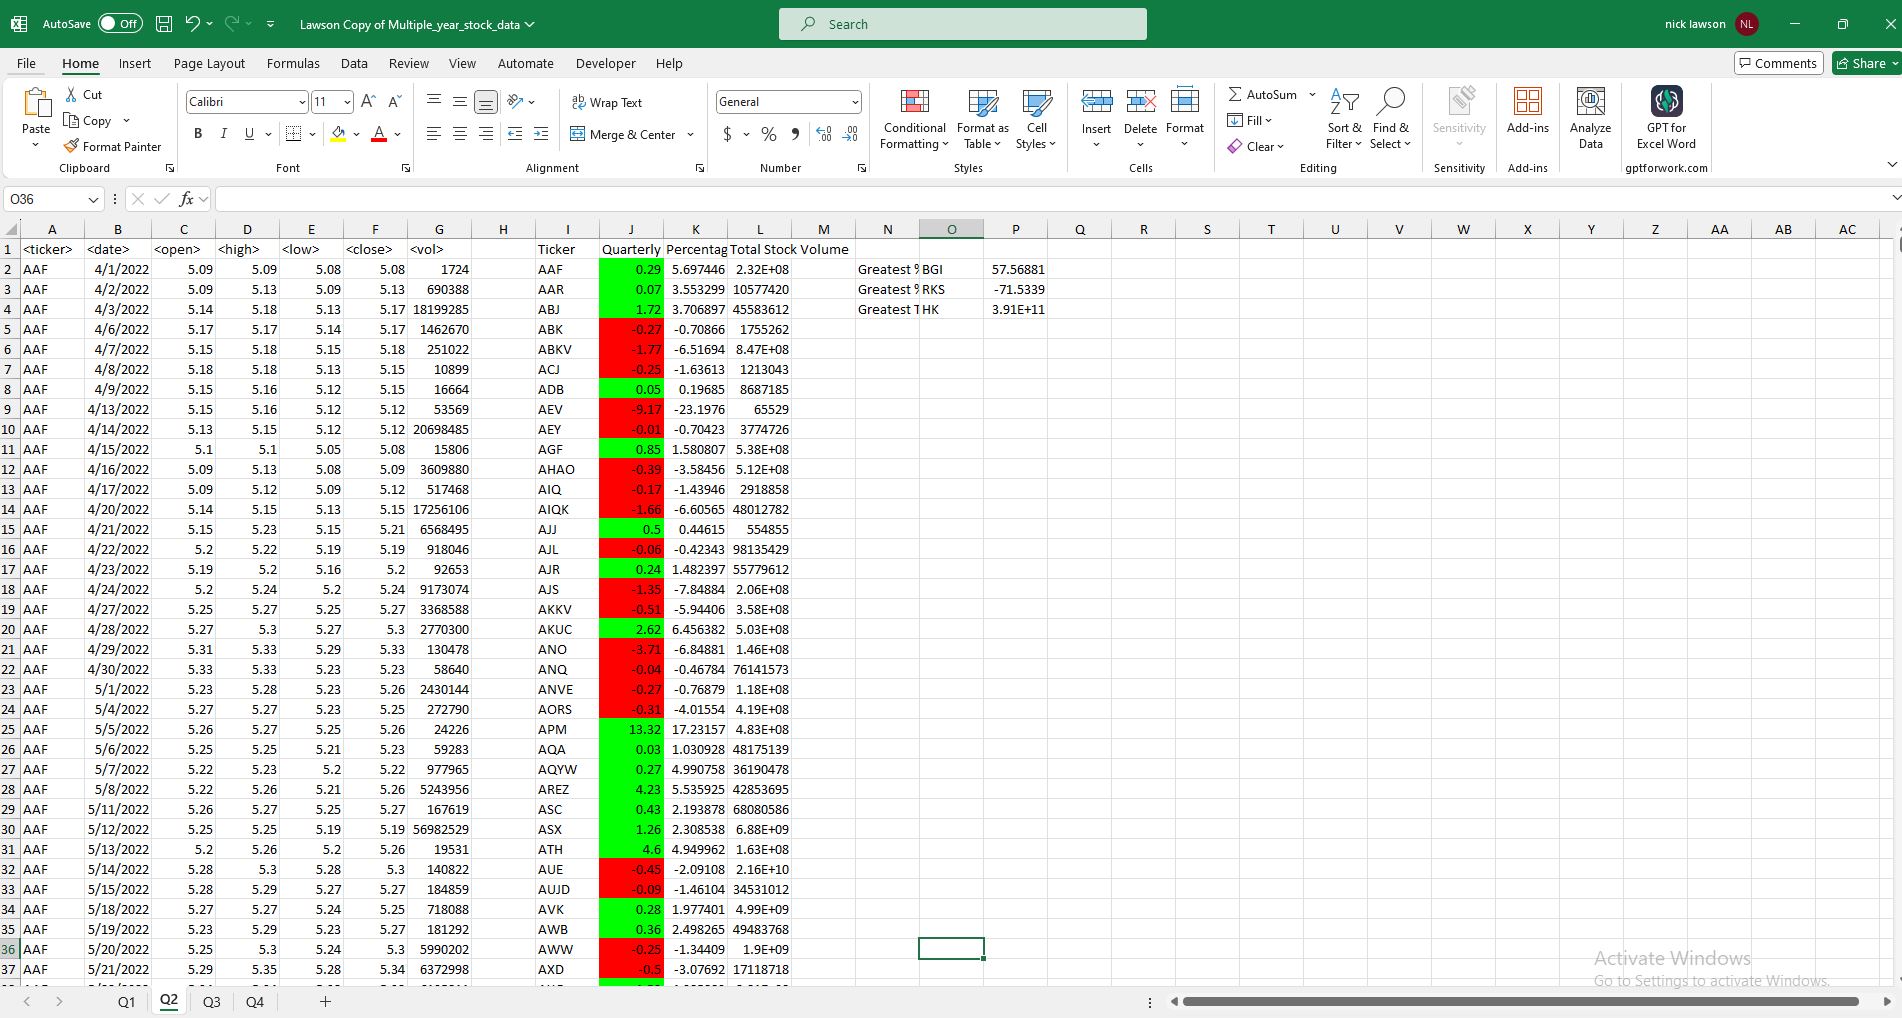 AutoSave Off Lawson Copy of Multiple_year_stock_data Search nick lawson NL
File Home Insert Page Layout Formulas Data Review View Automate Developer Help Comments Share
Paste Cut Copy Format Painter Clipboard
Calibri 11 B I U A Font
Wrap Text Merge & Center Alignment
General $ % Number
Conditional Formatting Format as Table Cell Styles Styles
Insert Delete Format Cells
AutoSum Fill Clear Sort & Filter Find & Select Editing
Sensitivity Sensitivity
Add-ins Add-ins
Analyze Data
GPT for Excel Word gptforwork.com
O36 fx
A B C D E F G H I J K L M N O P Q R S T U V W X Y Z AA AB AC
1 <ticker> <date> <open> <high> <low> <close> <vol> Ticker Quarterly Percentag Total Stock Volume
2 AAF 4/1/2022 5.09 5.09 5.08 5.08 1724 AAF 0.29 5.697446 2.32E+08 Greatest % BGI 57.56881
3 AAF 4/2/2022 5.09 5.13 5.09 5.13 690388 AAR 0.07 3.553299 10577420 Greatest % RKS -71.5339
4 AAF 4/3/2022 5.14 5.18 5.13 5.17 18199285 ABJ 1.72 3.706897 45583612 Greatest T HK 3.91E+11
5 AAF 4/6/2022 5.17 5.17 5.14 5.17 1462670 ABK -0.27 -0.70866 1755262
6 AAF 4/7/2022 5.15 5.18 5.15 5.18 251022 ABKV -1.77 -6.51694 8.47E+08
7 AAF 4/8/2022 5.18 5.18 5.13 5.15 10899 ACJ -0.25 -1.63613 1213043
8 AAF 4/9/2022 5.15 5.16 5.12 5.15 16664 ADB 0.05 0.19685 8687185
9 AAF 4/13/2022 5.15 5.16 5.12 5.12 53569 AEV -9.17 -23.1976 65529
10 AAF 4/14/2022 5.13 5.15 5.12 5.12 20698485 AEY -0.01 -0.70423 3774726
11 AAF 4/15/2022 5.1 5.1 5.05 5.08 15806 AGF 0.85 1.580807 5.38E+08
12 AAF 4/16/2022 5.09 5.13 5.08 5.09 3609880 AHAO -0.39 -3.58456 5.12E+08
13 AAF 4/17/2022 5.09 5.12 5.09 5.12 517468 AIQ -0.17 -1.43946 2918858
14 AAF 4/20/2022 5.14 5.15 5.13 5.15 17256106 AIQK -1.66 -6.60565 48012782
15 AAF 4/21/2022 5.15 5.23 5.15 5.21 6568495 AJJ 0.5 0.44615 554855
16 AAF 4/22/2022 5.2 5.22 5.19 5.19 918046 AJL -0.06 -0.42343 98135429
17 AAF 4/23/2022 5.19 5.2 5.16 5.2 92653 AJR 0.24 1.482397 55779612
18 AAF 4/24/2022 5.2 5.24 5.2 5.24 9173074 AJS -1.35 -7.84884 2.06E+08
19 AAF 4/27/2022 5.25 5.27 5.25 5.27 3368588 AKKV -0.51 -5.94406 3.58E+08
20 AAF 4/28/2022 5.27 5.3 5.27 5.3 2770300 AKUC 2.62 6.456382 5.03E+08
21 AAF 4/29/2022 5.31 5.33 5.29 5.33 130478 ANO -3.71 -6.84881 1.46E+08
22 AAF 4/30/2022 5.33 5.33 5.23 5.23 58640 ANQ -0.04 -0.46784 76141573
23 AAF 5/1/2022 5.23 5.28 5.23 5.26 2430144 ANVE -0.27 -0.76879 1.18E+08
24 AAF 5/4/2022 5.27 5.27 5.23 5.25 272790 AORS -0.31 -4.01554 4.19E+08
25 AAF 5/5/2022 5.26 5.27 5.25 5.26 24226 APM 13.32 17.23157 4.83E+08
26 AAF 5/6/2022 5.25 5.25 5.21 5.23 59283 AQA 0.03 1.030928 48175139
27 AAF 5/7/2022 5.22 5.23 5.2 5.22 977965 AQYW 0.27 4.990758 36190478
28 AAF 5/8/2022 5.22 5.26 5.21 5.26 5243956 AREZ 4.23 5.535925 42853695
29 AAF 5/11/2022 5.26 5.27 5.25 5.27 167619 ASC 0.43 2.193878 68080586
30 AAF 5/12/2022 5.25 5.25 5.19 5.19 56982529 ASX 1.26 2.308538 6.88E+09
31 AAF 5/13/2022 5.2 5.26 5.2 5.26 19531 ATH 4.6 4.949962 1.63E+08
32 AAF 5/14/2022 5.28 5.3 5.28 5.3 140822 AUE -0.45 -2.09108 2.16E+10
33 AAF 5/15/2022 5.28 5.29 5.27 5.27 184859 AUJD -0.09 -1.46104 34531012
34 AAF 5/18/2022 5.27 5.27 5.24 5.25 718088 AVK 0.28 1.977401 4.99E+09
35 AAF 5/19/2022 5.23 5.29 5.23 5.27 181292 AWB 0.36 2.498265 49483768
36 AAF 5/20/2022 5.25 5.3 5.24 5.3 5990202 AWW -0.25 -1.34409 1.9E+09
37 AAF 5/21/2022 5.29 5.35 5.28 5.34 6372998 AXD -0.5 -3.07692 17118718
Activate Windows
Go to Settings to activate Windows.
Q1 Q2 Q3 Q4